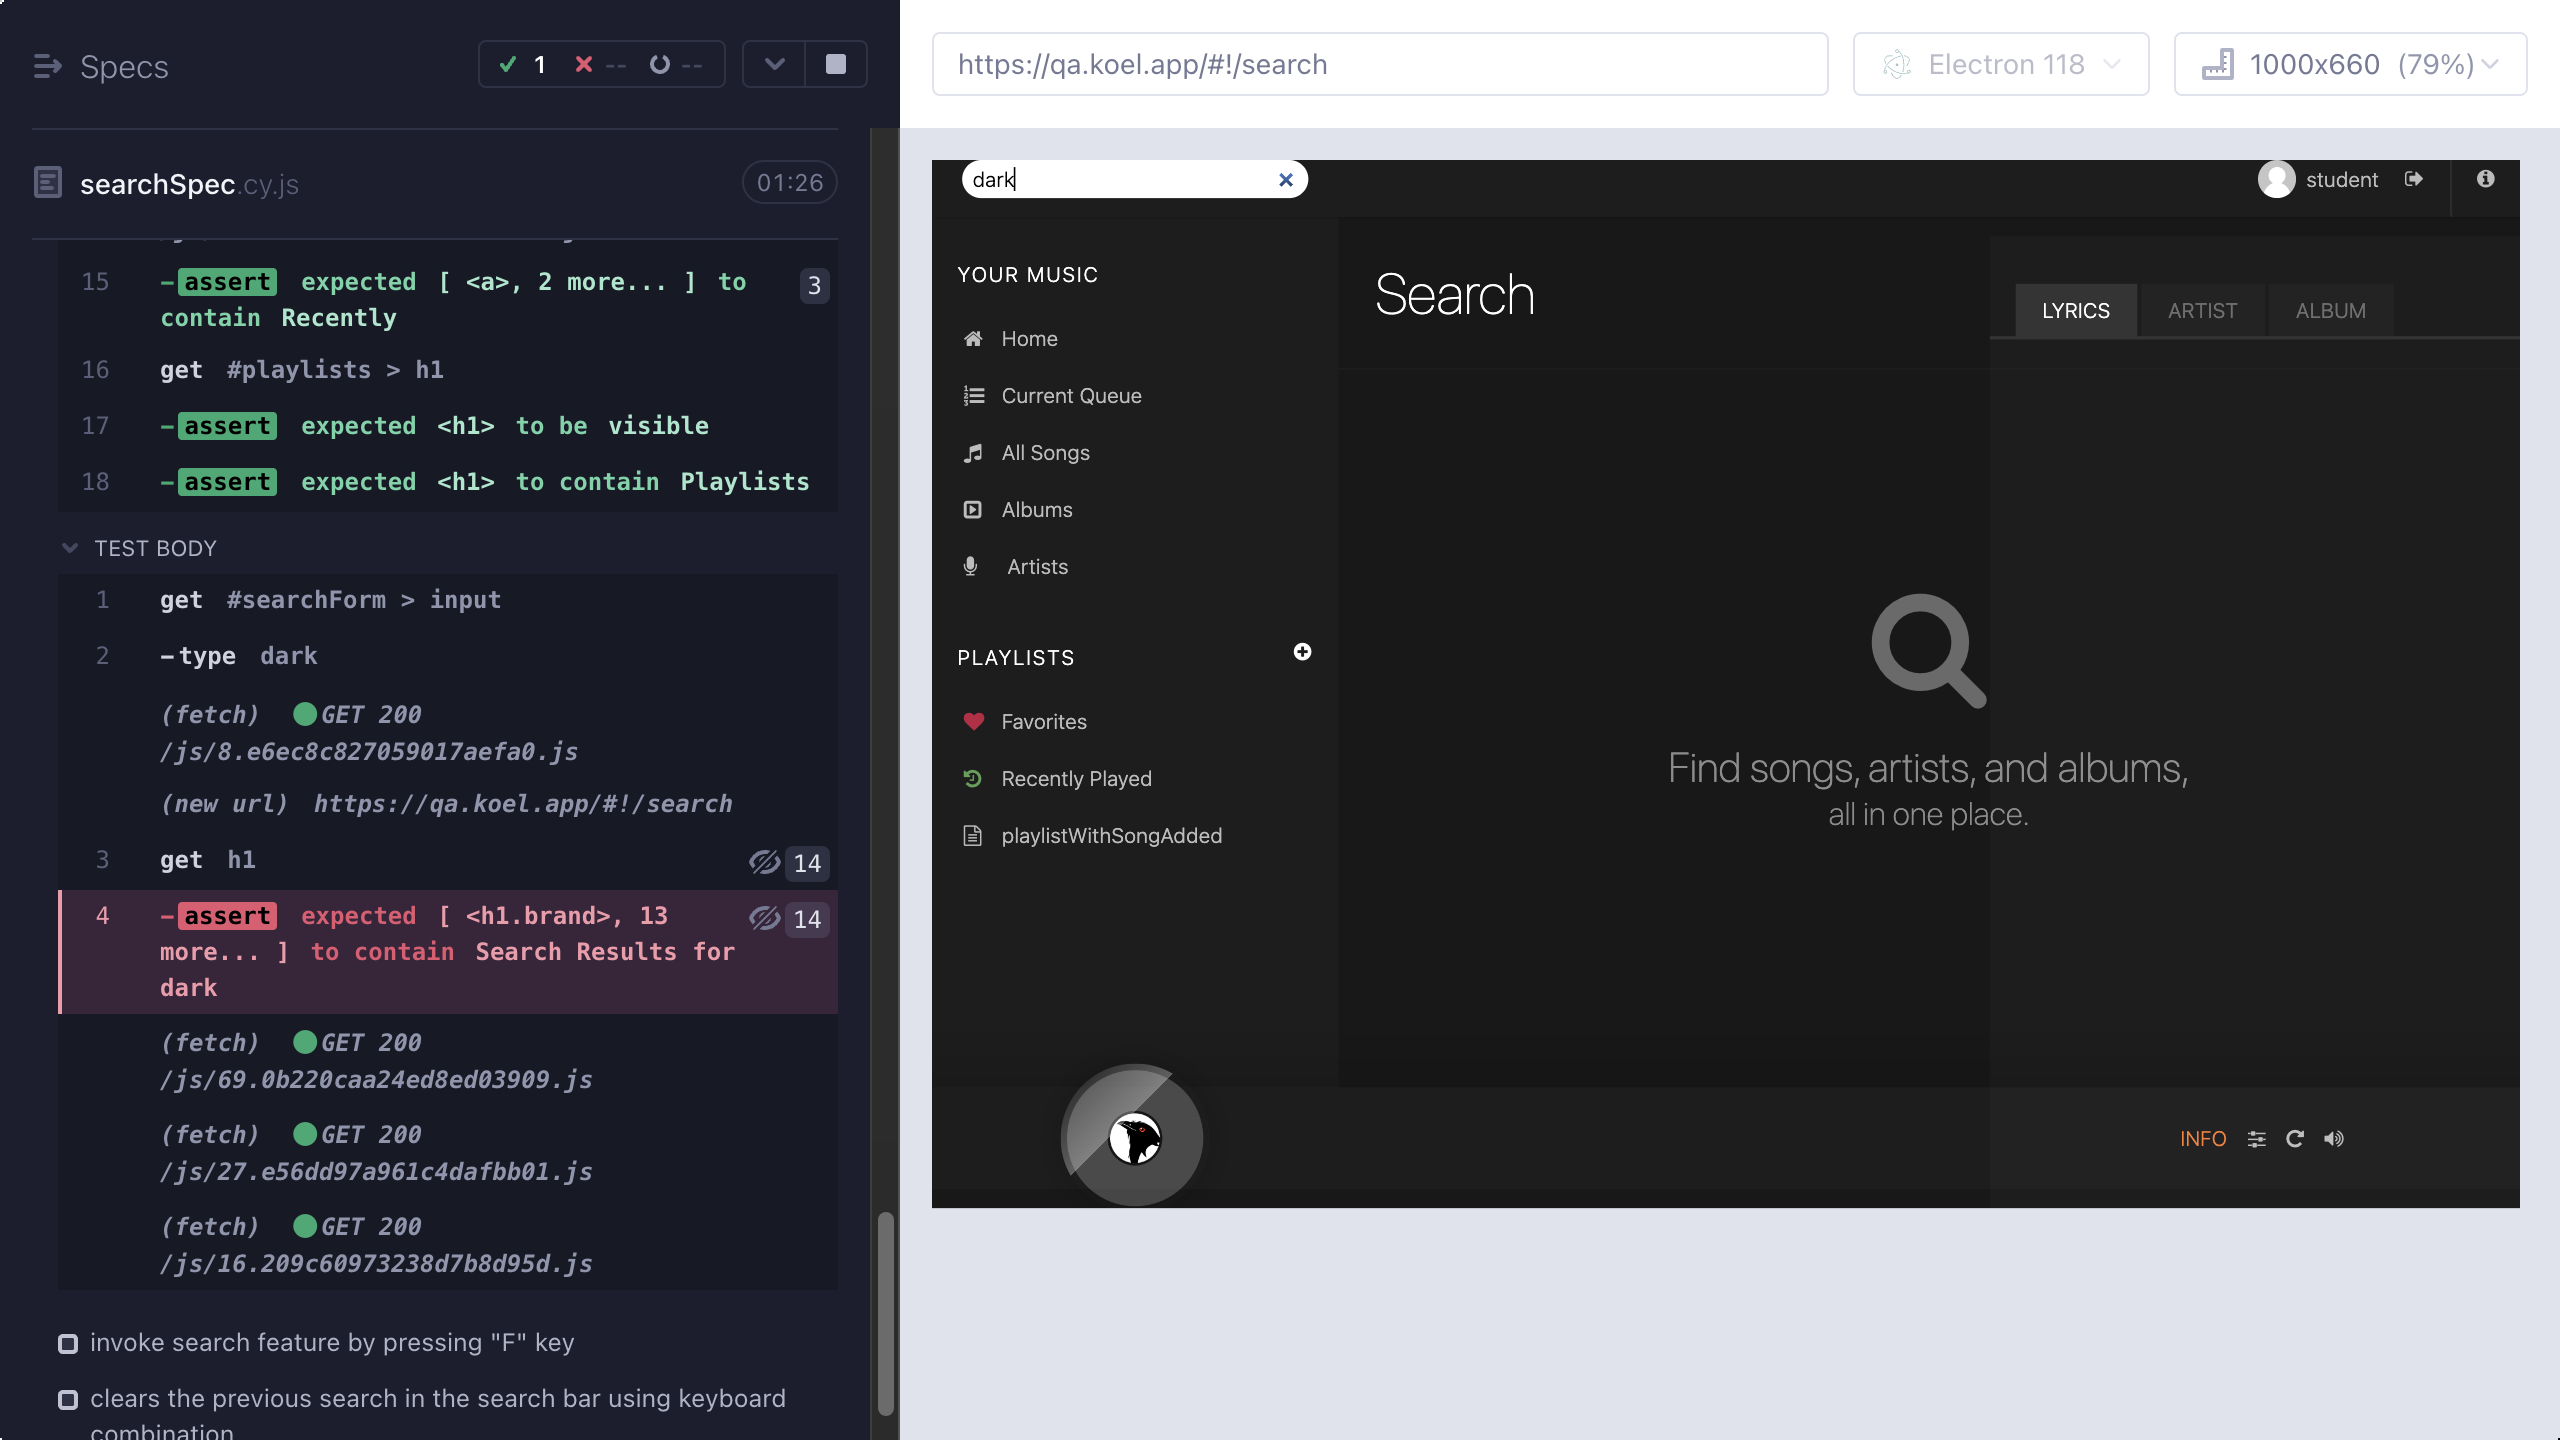 Specs
1
--
--
searchSpec.cy.js
01:26
15 -assert expected [ <a>, 2 more... ] to 3
contain Recently
16 get #playlists > h1
17 -assert expected <h1> to be visible
18 -assert expected <h1> to contain Playlists
TEST BODY
1 get #searchForm > input
2 -type dark
(fetch) GET 200
/js/8.e6ec8c827059017aefa0.js
(new url) https://qa.koel.app/#!/search
3 get h1 14
4 -assert expected [ <h1.brand>, 13 14
more... ] to contain Search Results for
dark
(fetch) GET 200
/js/69.0b220caa24ed8ed03909.js
(fetch) GET 200
/js/27.e56dd97a961c4dafbb01.js
(fetch) GET 200
/js/16.209c60973238d7b8d95d.js
invoke search feature by pressing "F" key
clears the previous search in the search bar using keyboard
combination
https://qa.koel.app/#!/search
Electron 118
1000x660 (79%)
dark
student
YOUR MUSIC
Home
Current Queue
All Songs
Albums
Artists
PLAYLISTS
Favorites
Recently Played
playlistWithSongAdded
Search
LYRICS
ARTIST
ALBUM
Find songs, artists, and albums,
all in one place.
INFO